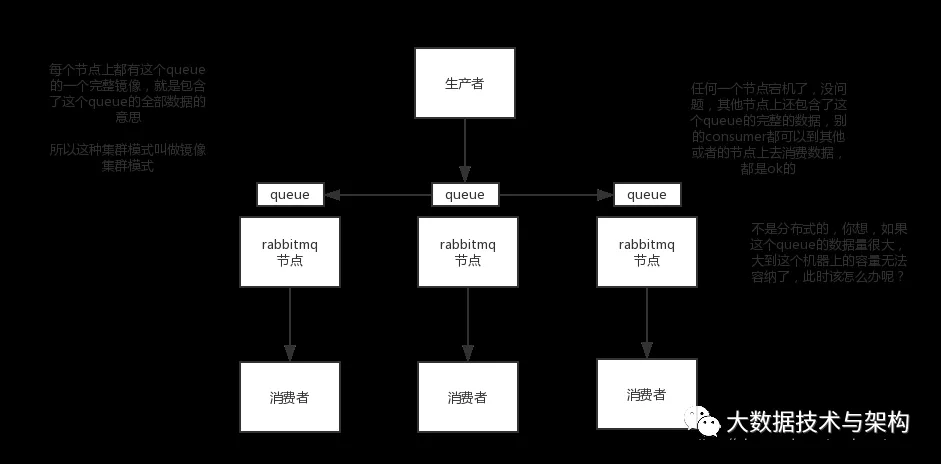 每个节点上都有这个queue
的一个完整镜像，就是包含
了这个queue的全部数据的
意思
所以这种集群模式叫做镜像
集群模式
生产者
任何一个节点宕机了，没问
题，其他节点上还包含了这
个queue的完整的数据，别
的consumer都可以到其他
或者的节点上去消费数据，
都是ok的
queue
queue
queue
rabbitmq
节点
rabbitmq
节点
rabbitmq
节点
不是分布式的，你想，如果
这个queue的数据量很大，
大到这个机器上的容量无法
容纳了，此时该怎么办呢？
消费者
消费者
消费者
大数据技术与架构